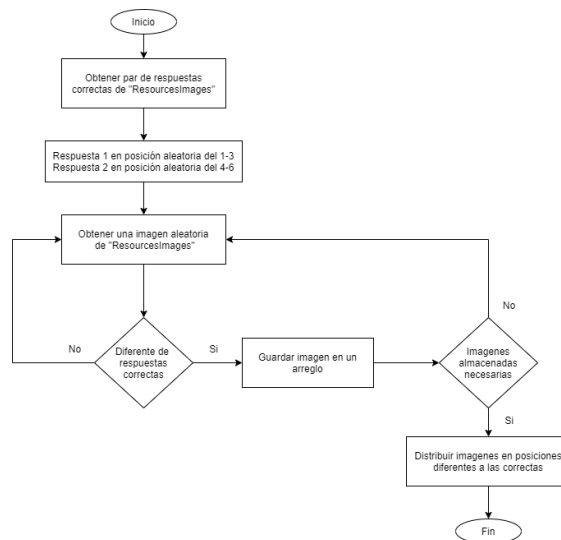 Inicio
Obtener par de respuestas
correctas de "ResourcesImages"
Respuesta 1 en posición aleatoria del 1-3
Respuesta 2 en posición aleatoria del 4-6
Obtener una imagen aleatoria
de "ResourcesImages"
No
Diferente de
respuestas
correctas
Si
Guardar imagen en un
arreglo
No
Imagenes
almacenadas
necesarias
Si
Distribuir imagenes en posiciones
diferentes a las correctas
Fin